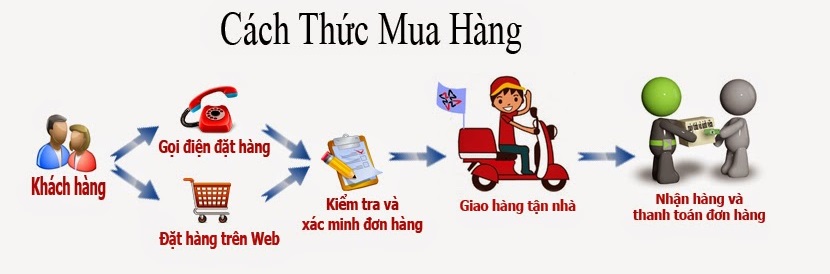 Cách Thức Mua Hàng
Khách hàng
Gọi điện đặt hàng
Đặt hàng trên Web
Kiểm tra và
xác minh đơn hàng
Giao hàng tận nhà
Nhận hàng và
thanh toán đơn hàng